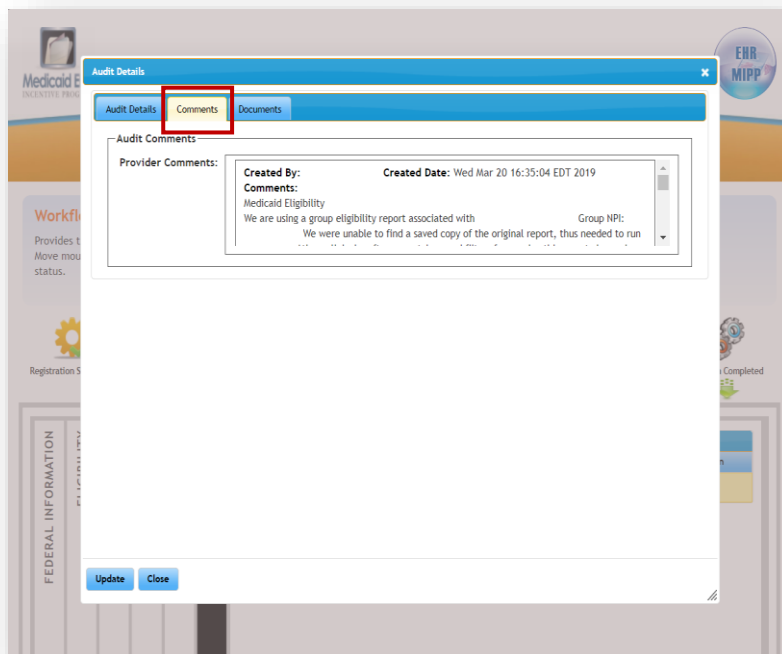 Medicaid E
INCENTIVE PROG
EHR
MIPP
Audit Details
x
Audit Details Comments Documents
Audit Comments
Provider Comments:
Created By: Created Date: Wed Mar 20 16:35:04 EDT 2019
Comments:
Medicaid Eligibility
We are using a group eligibility report associated with Group NPI:
We were unable to find a saved copy of the original report, thus needed to run
Workfl
Provides t
Move mou
status.
Registration S
Completed
FEDERAL INFORMATION
ELIGIBILITY
Update Close